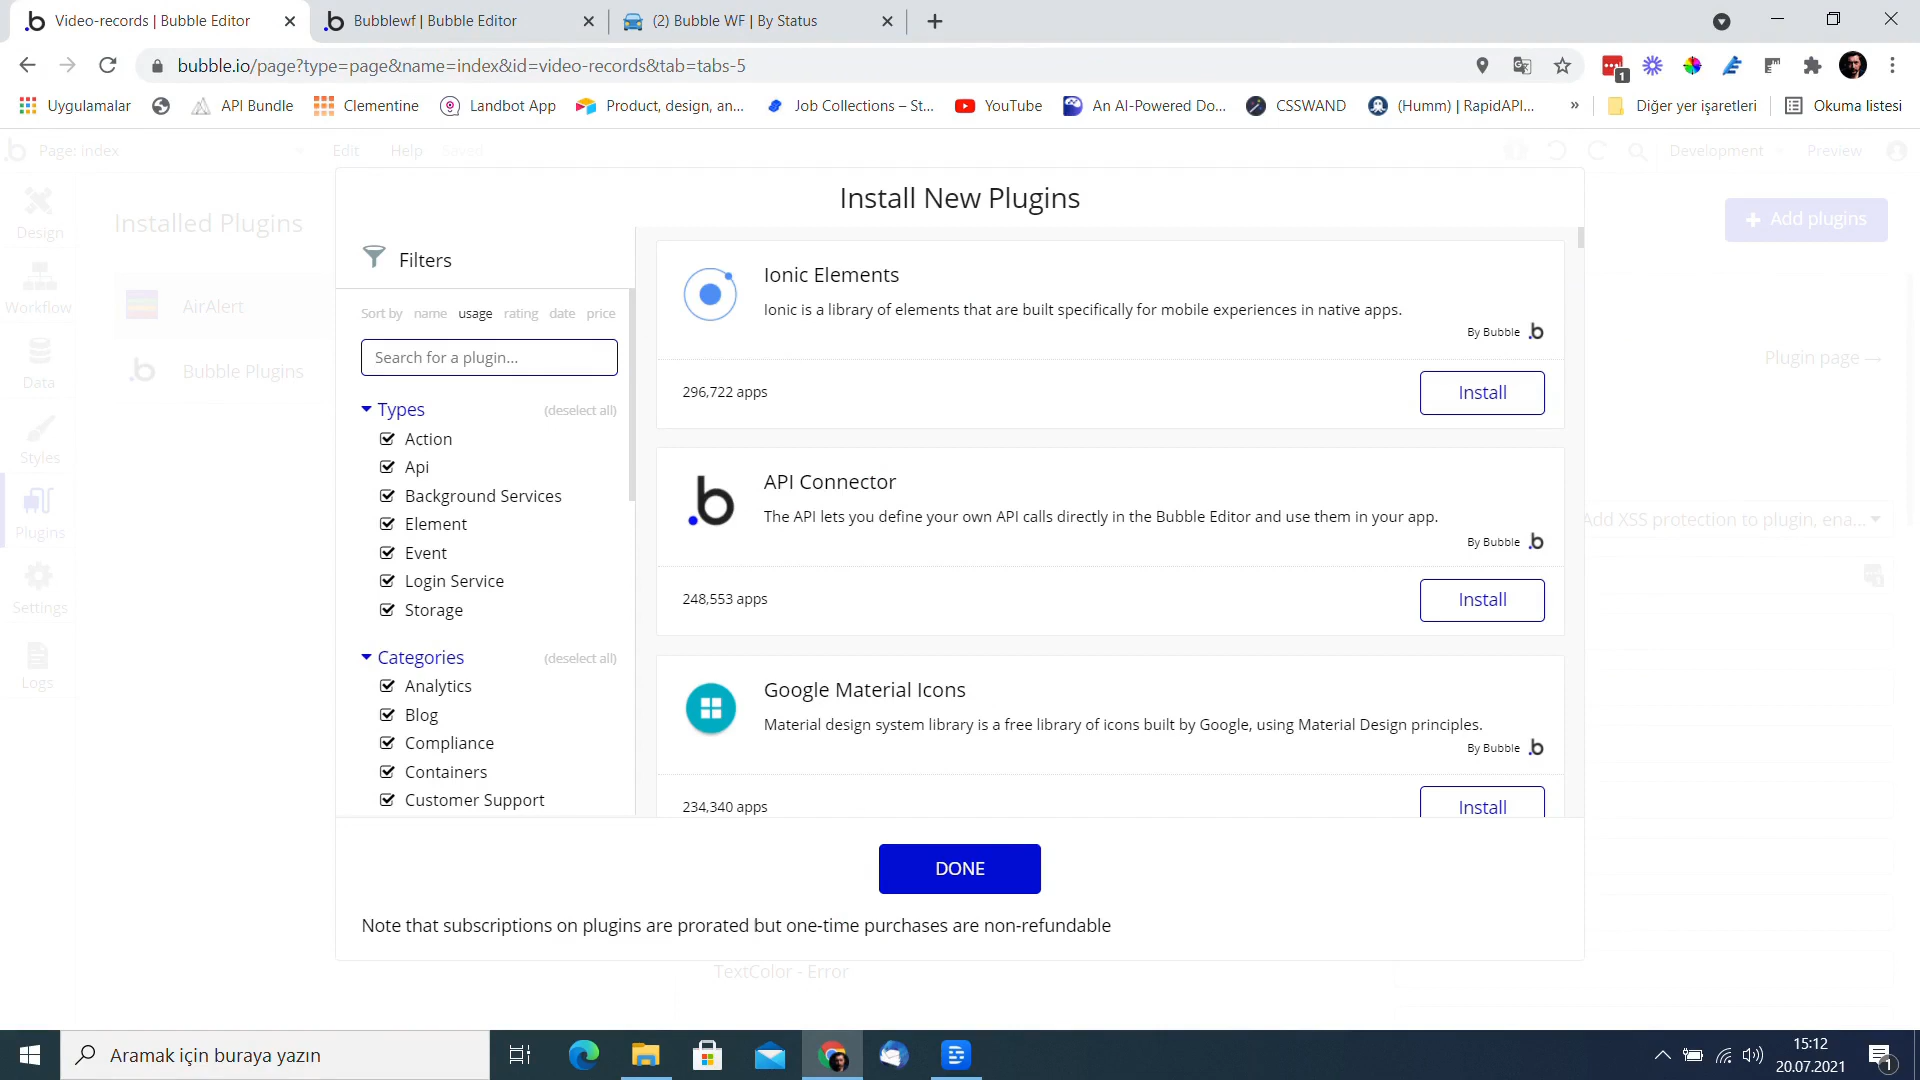 Video-records | Bubble Editor
Bubblewf | Bubble Editor
(2) Bubble WF | By Status
bubble.io/page?type=page&name=index&id=video-records&tab=tabs-5
1
Uygulamalar
API Bundle
Clementine
Landbot App
Product, design, an...
Job Collections – St...
YouTube
An AI-Powered Do...
CSSWAND
(Humm) | RapidAPI...
»
Diğer yer işaretleri
Okuma listesi
Page: index
Edit
Help
Saved
Development
Preview
Install New Plugins
Design
Workflow
Data
Styles
Plugins
Settings
Logs
Installed Plugins
AirAlert
Bubble Plugins
+ Add plugins
Plugin page →
Add XSS protection to plugin, ena...
Filters
Sort by name usage rating date price
Search for a plugin...
Types (deselect all)
Action
Api
Background Services
Element
Event
Login Service
Storage
Categories (deselect all)
Analytics
Blog
Compliance
Containers
Customer Support
Ionic Elements
Ionic is a library of elements that are built specifically for mobile experiences in native apps.
By Bubble .b
296,722 apps
Install
.b
API Connector
The API lets you define your own API calls directly in the Bubble Editor and use them in your app.
By Bubble .b
248,553 apps
Install
Google Material Icons
Material design system library is a free library of icons built by Google, using Material Design principles.
By Bubble .b
234,340 apps
Install
DONE
Note that subscriptions on plugins are prorated but one-time purchases are non-refundable
TextColor - Error
Aramak için buraya yazın
15:12
20.07.2021
1